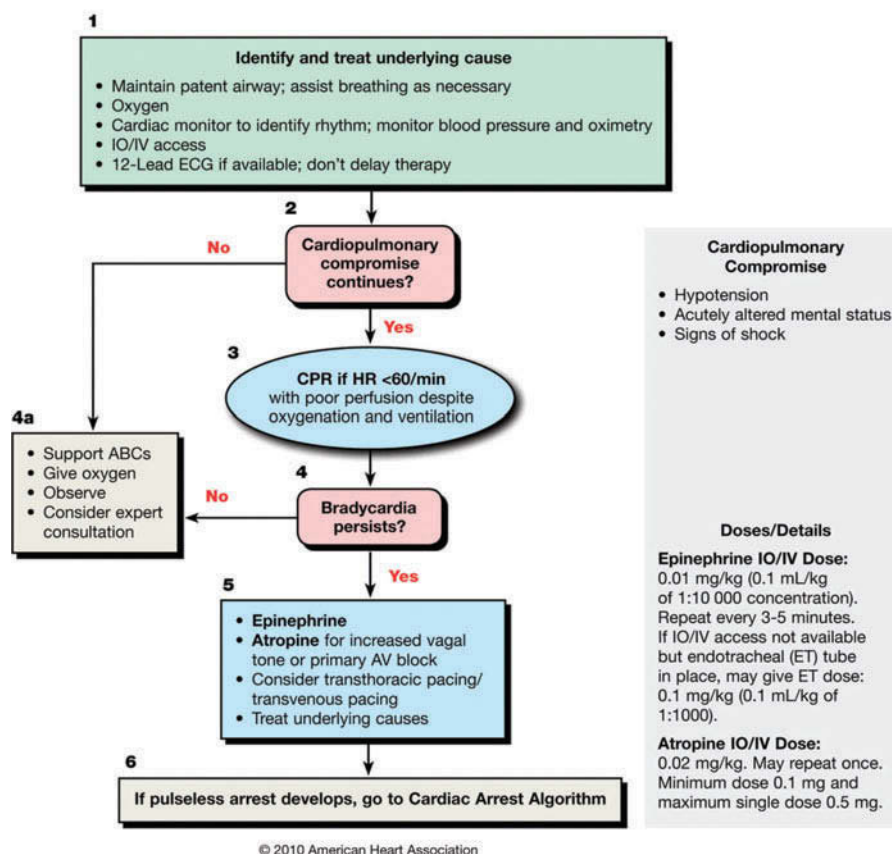 1
Identify and treat underlying cause
• Maintain patent airway; assist breathing as necessary
• Oxygen
• Cardiac monitor to identify rhythm; monitor blood pressure and oximetry
• IO/IV access
• 12-Lead ECG if available; don't delay therapy
2
Cardiopulmonary
compromise
continues?
No
Yes
3
CPR if HR <60/min
with poor perfusion despite
oxygenation and ventilation
4a
• Support ABCs
• Give oxygen
• Observe
• Consider expert
consultation
4
Bradycardia
persists?
No
Yes
5
• Epinephrine
• Atropine for increased vagal
tone or primary AV block
• Consider transthoracic pacing/
transvenous pacing
• Treat underlying causes
6
If pulseless arrest develops, go to Cardiac Arrest Algorithm
Cardiopulmonary
Compromise
• Hypotension
• Acutely altered mental status
• Signs of shock
Doses/Details
Epinephrine IO/IV Dose:
0.01 mg/kg (0.1 mL/kg
of 1:10 000 concentration).
Repeat every 3-5 minutes.
If IO/IV access not available
but endotracheal (ET) tube
in place, may give ET dose:
0.1 mg/kg (0.1 mL/kg of
1:1000).
Atropine IO/IV Dose:
0.02 mg/kg. May repeat once.
Minimum dose 0.1 mg and
maximum single dose 0.5 mg.
© 2010 American Heart Association